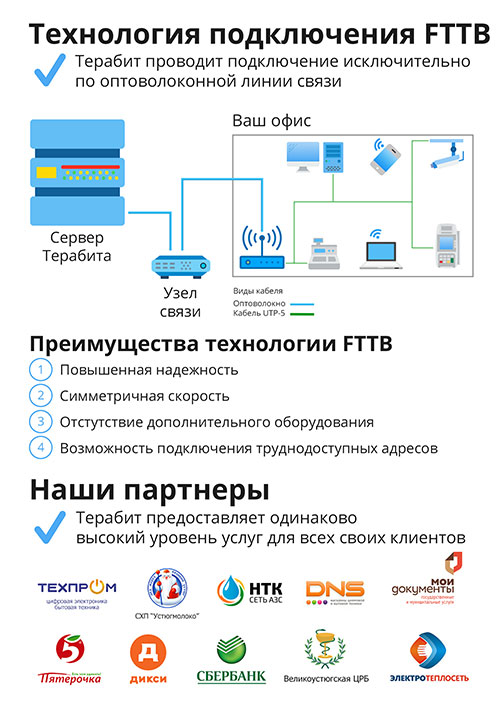 Технология подключения FTTB
Терабит проводит подключение исключительно
по оптоволоконной линии связи
Ваш офис
Сервер
Терабита
Узел
связи
Виды кабеля
Оптоволокно
Кабель UTP-5
Преимущества технологии FTTB
1 Повышенная надежность
2 Симметричная скорость
3 Отстутствие дополнительного оборудования
4 Возможность подключения труднодоступных адресов
Наши партнеры
Терабит предоставляет одинаково
высокий уровень услуг для всех своих клиентов
ТЕХПРОМ
цифровая электроника
бытовая техника
СХП "Устюгмолоко"
НТК
СЕТЬ АЗС
DNS
мои
документы
государственные
и муниципальные услуги
5
Пятерочка
Д
дикси
СБЕРБАНК
Великоустюгская ЦРБ
ЭЛЕКТРОТЕПЛОСЕТЬ